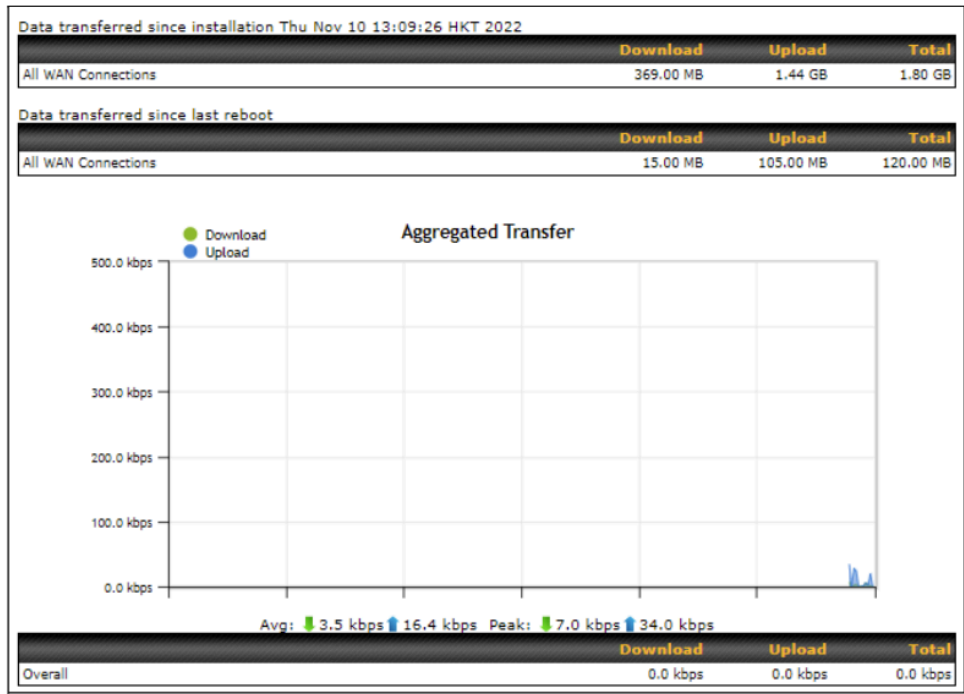 Data transferred since installation Thu Nov 10 13:09:26 HKT 2022
Download Upload Total
All WAN Connections 369.00 MB 1.44 GB 1.80 GB
Data transferred since last reboot
Download Upload Total
All WAN Connections 15.00 MB 105.00 MB 120.00 MB
Aggregated Transfer
Download
Upload
500.0 kbps
400.0 kbps
300.0 kbps
200.0 kbps
100.0 kbps
0.0 kbps
Avg: 3.5 kbps 16.4 kbps Peak: 7.0 kbps 34.0 kbps
Download Upload Total
Overall 0.0 kbps 0.0 kbps 0.0 kbps